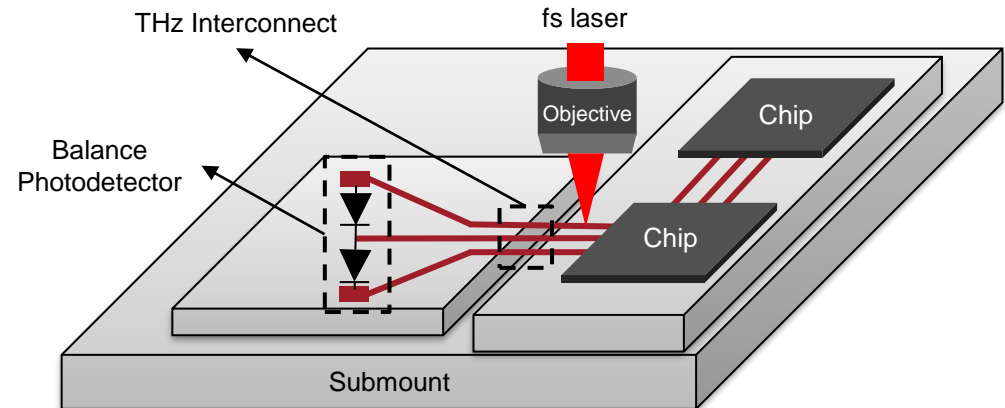 THz Interconnect
fs laser
Objective
Chip
Balance
Photodetector
Chip
Submount